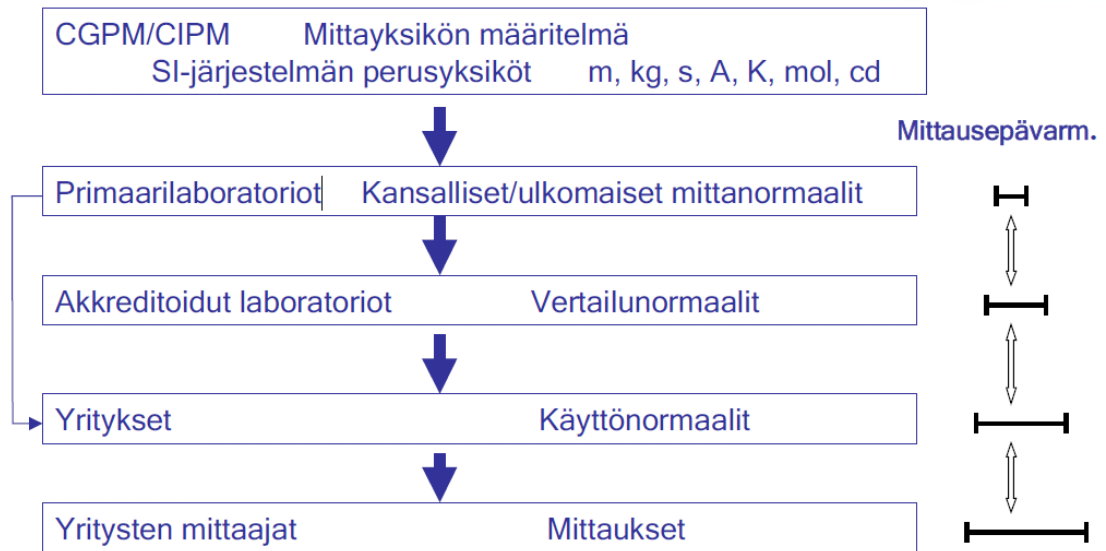 CGPM/CIPM Mittayksikön määritelmä
SI-järjestelmän perusyksiköt m, kg, s, A, K, mol, cd
Mittausepävarm.
Primaarilaboratoriot Kansalliset/ulkomaiset mittanormaalit
Akkreditoidut laboratoriot Vertailunormaalit
Yritykset Käyttönormaalit
Yritysten mittaajat Mittaukset